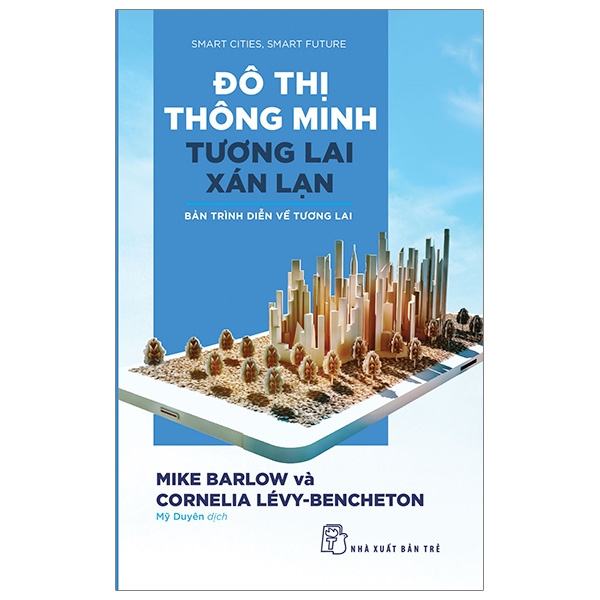 SMART CITIES, SMART FUTURE
ĐÔ THỊ
THÔNG MINH
TƯƠNG LAI
XÁN LẠN
BẢN TRÌNH DIỄN VỀ TƯƠNG LAI
MIKE BARLOW và
CORNELIA LÉVY-BENCHETON
Mỹ Duyên dịch
NHÀ XUẤT BẢN TRẺ